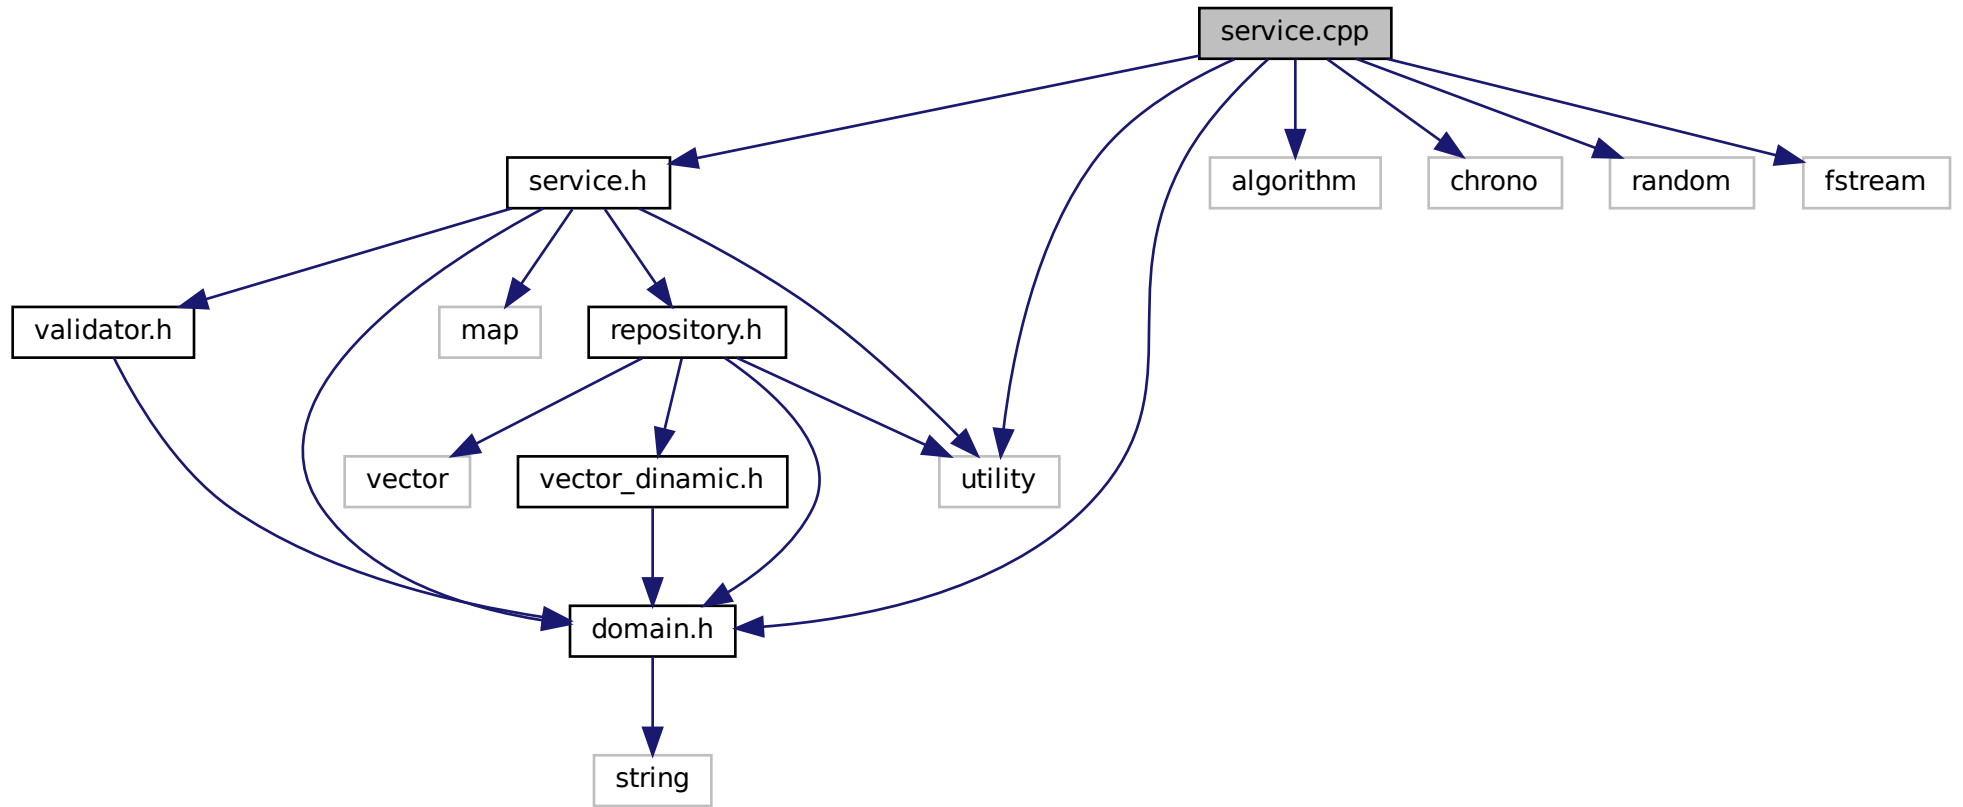 service.cpp
service.h
algorithm
chrono
random
fstream
validator.h
map
repository.h
vector
vector_dinamic.h
utility
domain.h
string